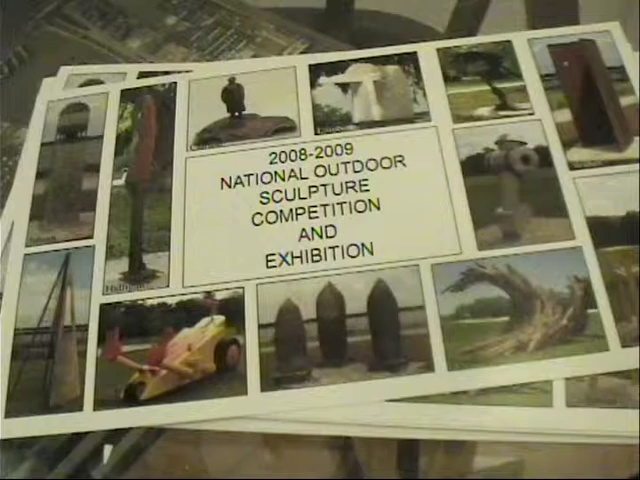 2008-2009
NATIONAL OUTDOOR
SCULPTURE
COMPETITION
AND
EXHIBITION